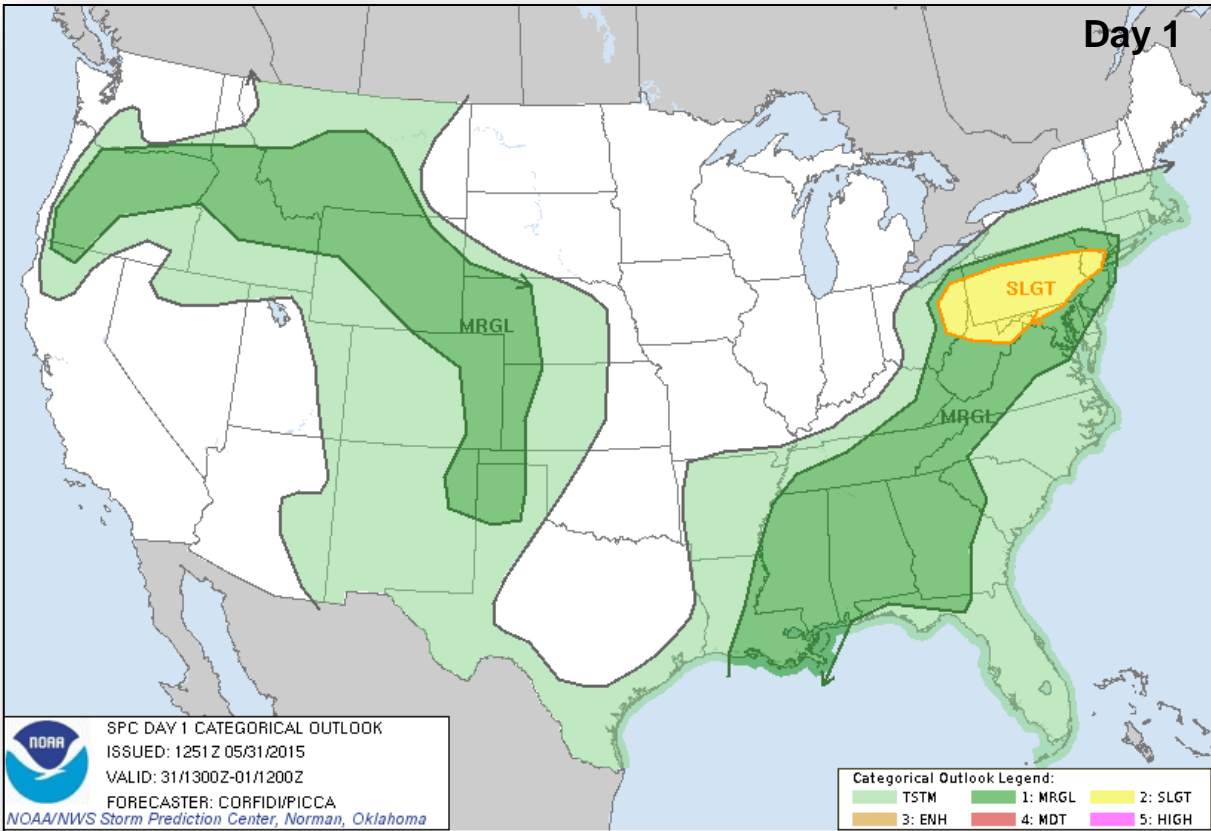 Day 1
SLGT
MRGL
MRGL
NOAA
SPC DAY 1 CATEGORICAL OUTLOOK
ISSUED: 1251Z 05/31/2015
VALID: 31/1300Z-01/1200Z
FORECASTER: CORFIDI/PICCA
NOAA/NWS Storm Prediction Center, Norman, Oklahoma
Categorical Outlook Legend:
TSTM 1: MRGL 2: SLGT
3: ENH 4: MDT 5: HIGH